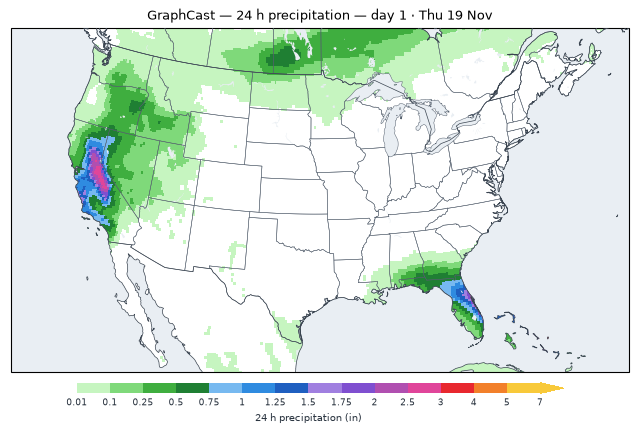 GraphCast — 24 h precipitation — day 1 · Thu 19 Nov
0.01 0.1 0.25 0.5 0.75 1 1.25 1.5 1.75 2 2.5 3 4 5 7
24 h precipitation (in)